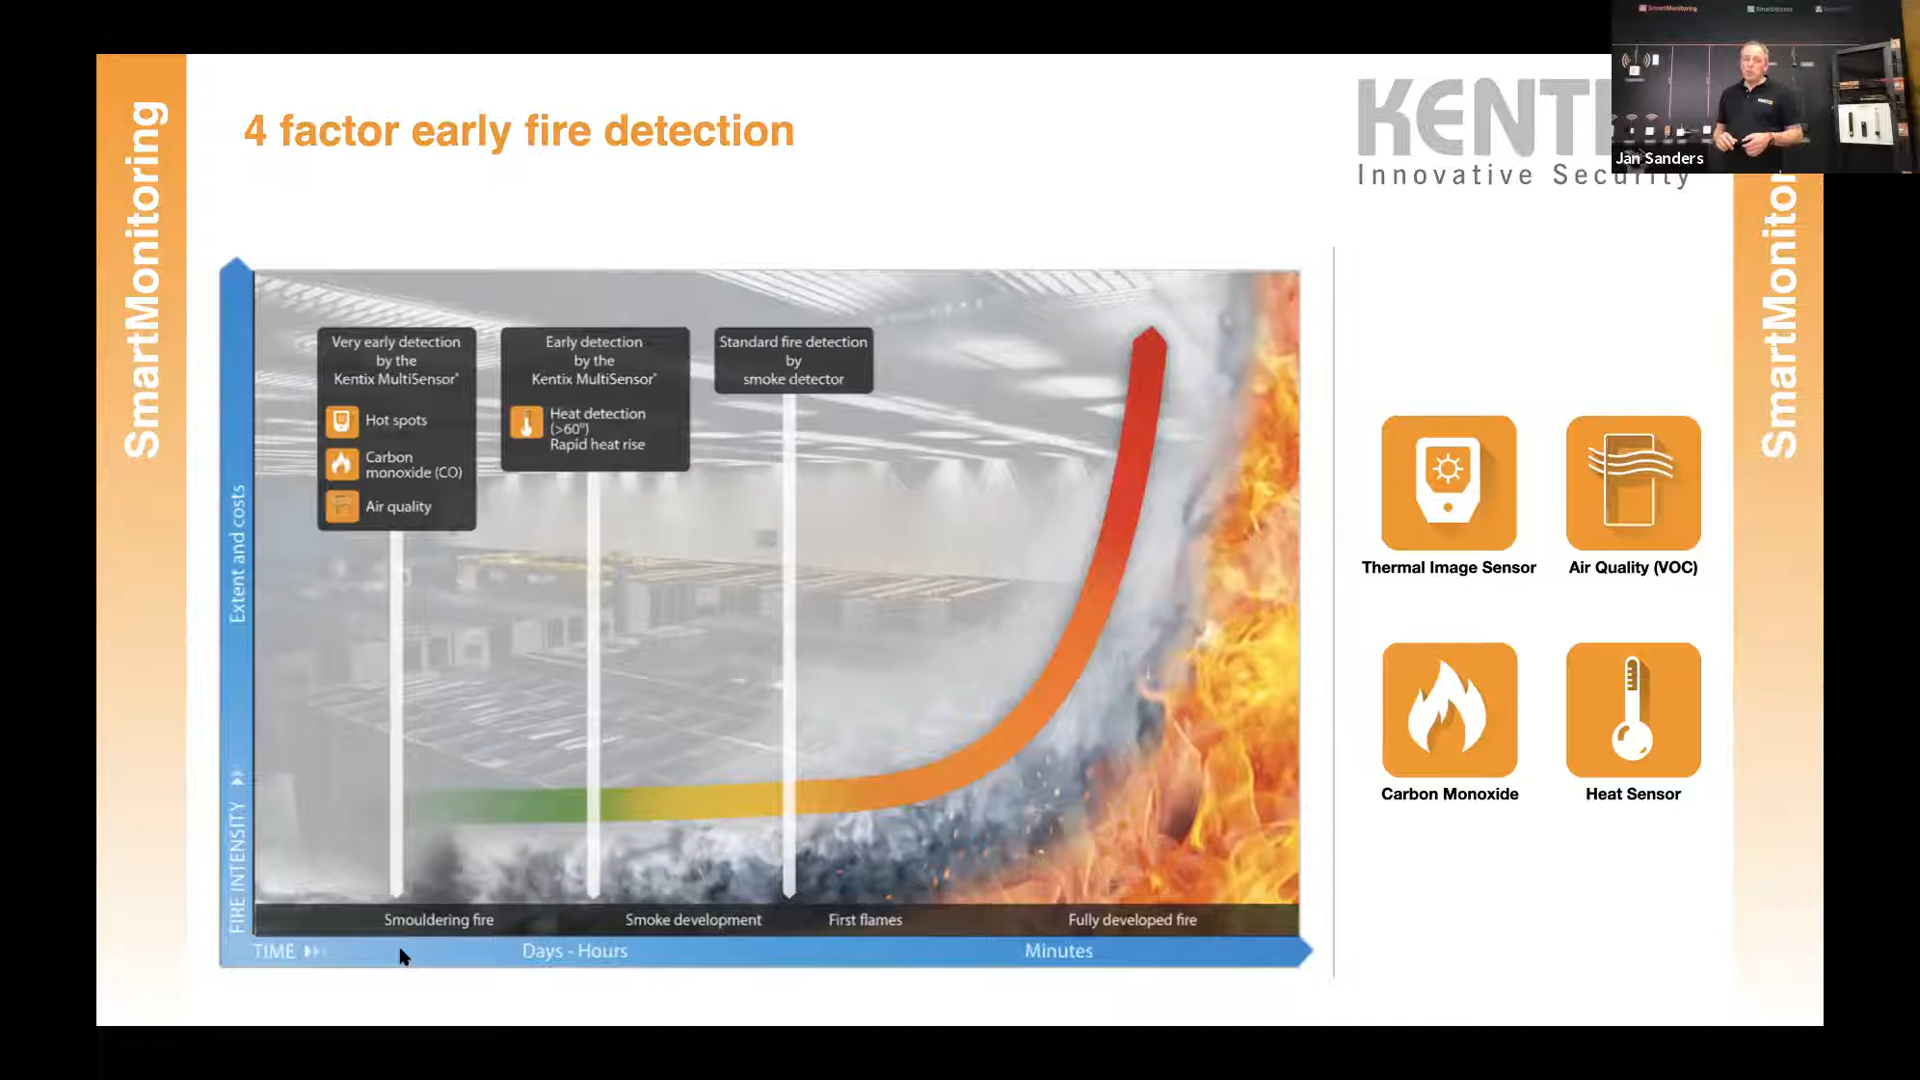 SmartMonitoring
4 factor early fire detection
KENTI
Innovative Security
SmartMonitoring
Jan Sanders
SmartMonitor
Extent and costs
FIRE INTENSITY
Very early detection
by the
Kentix MultiSensor*
Hot spots
Carbon
monoxide (CO)
Air quality
Early detection
by the
Kentix MultiSensor*
Heat detection
(>60°)
Rapid heat rise
Standard fire detection
by
smoke detector
Smouldering fire
Smoke development
First flames
Fully developed fire
TIME
Days - Hours
Minutes
Thermal Image Sensor
Air Quality (VOC)
Carbon Monoxide
Heat Sensor